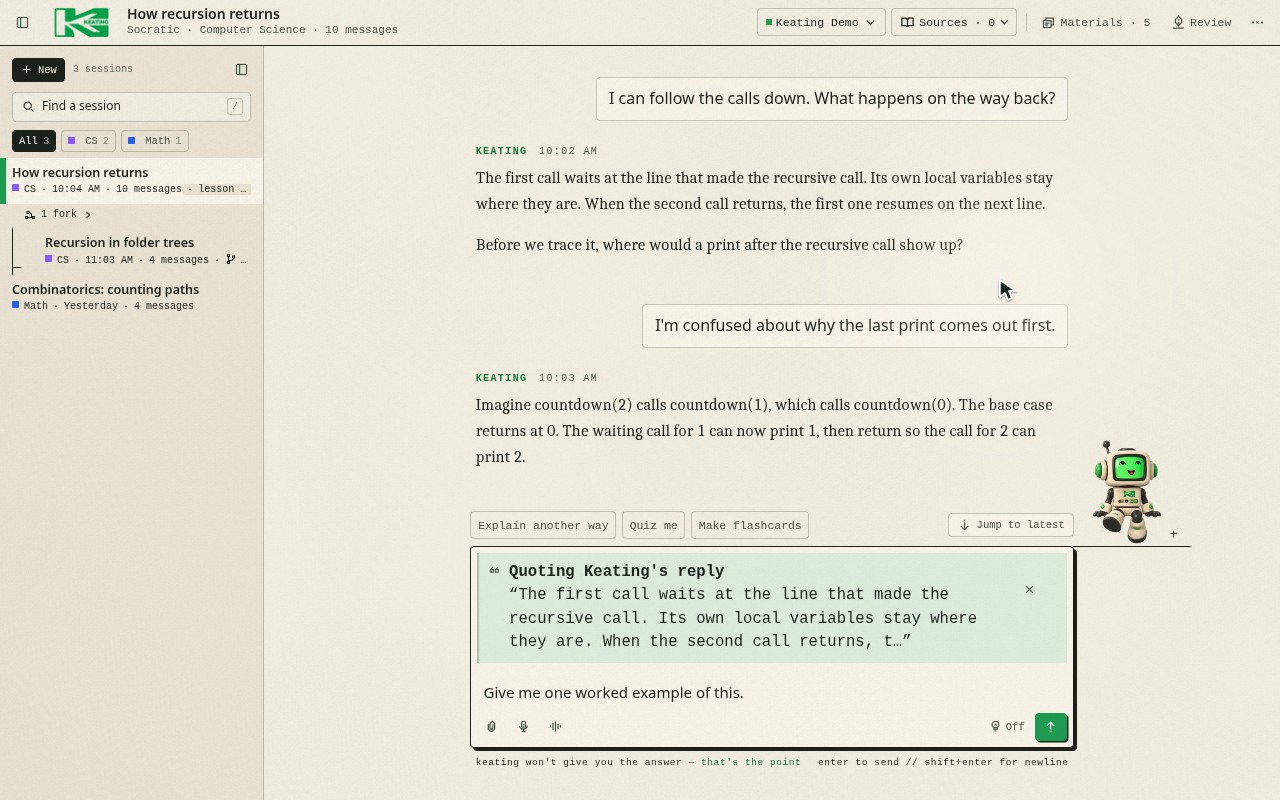 KEATING
How recursion returns
Socratic · Computer Science · 10 messages
Keating Demo
Sources · 0
Materials · 5
Review
New
3 sessions
Find a session
/
All 3
CS 2
Math 1
How recursion returns
CS · 10:04 AM · 10 messages · lesson …
1 fork
Recursion in folder trees
CS · 11:03 AM · 4 messages · …
Combinatorics: counting paths
Math · Yesterday · 4 messages
I can follow the calls down. What happens on the way back?
KEATING 10:02 AM
The first call waits at the line that made the recursive call. Its own local variables stay
where they are. When the second call returns, the first one resumes on the next line.
Before we trace it, where would a print after the recursive call show up?
I'm confused about why the last print comes out first.
KEATING 10:03 AM
Imagine countdown(2) calls countdown(1), which calls countdown(0). The base case
returns at 0. The waiting call for 1 can now print 1, then return so the call for 2 can
print 2.
Explain another way
Quiz me
Make flashcards
Jump to latest
+
Quoting Keating's reply
“The first call waits at the line that made the
recursive call. Its own local variables stay where
they are. When the second call returns, t…”
Give me one worked example of this.
Off
keating won't give you the answer — that's the point
enter to send // shift+enter for newline